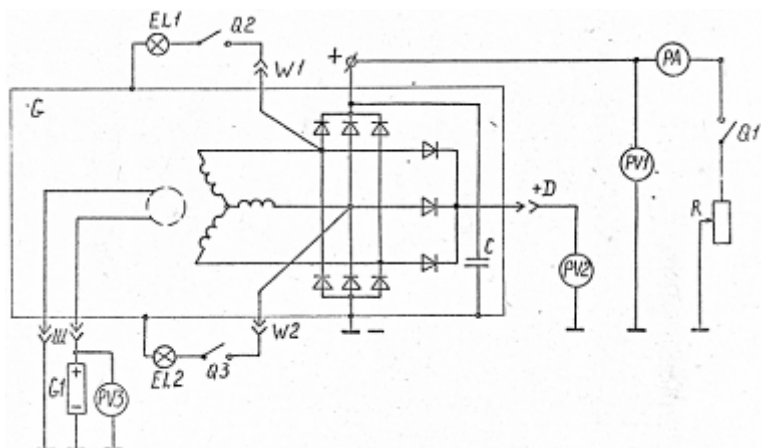 EL1
Q2
W1
+
PA
G
Q1
PV1
+D
R
C
PV2
Ш
W2
−
EL2
Q3
G1
+
−
PV3